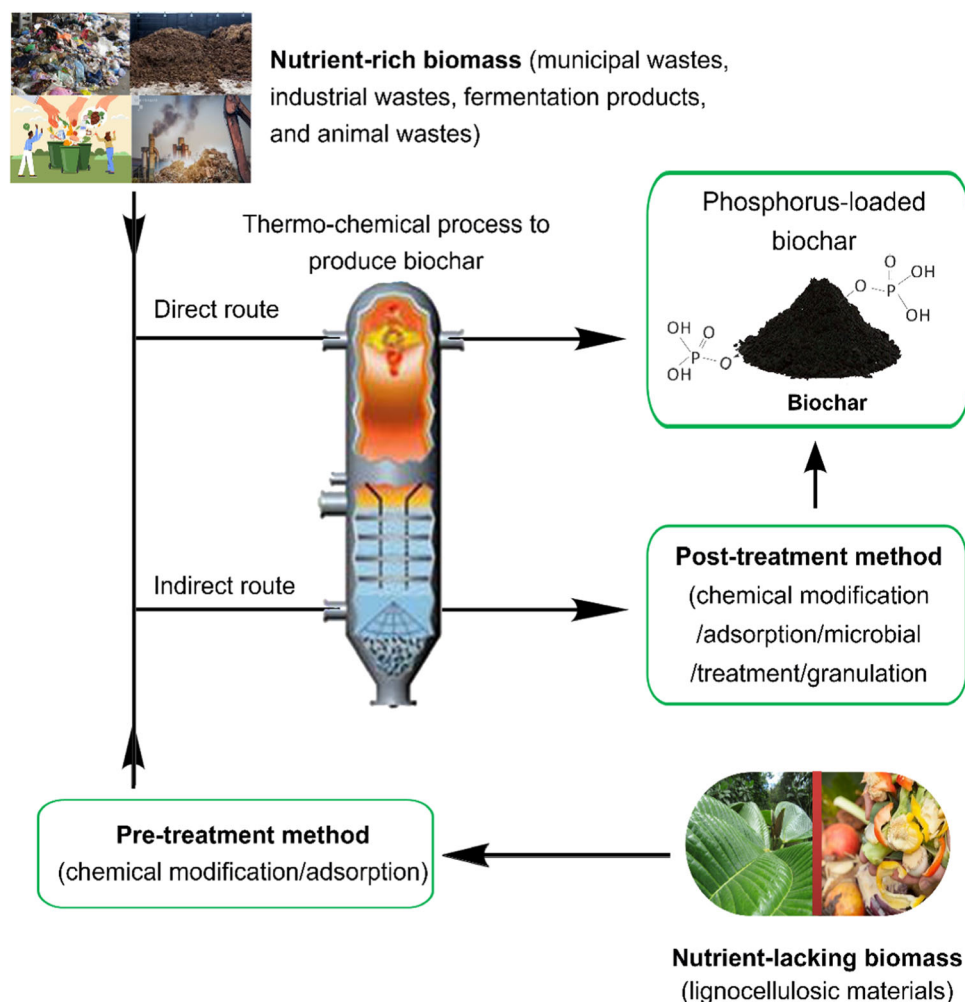 Nutrient-rich biomass (municipal wastes,
industrial wastes, fermentation products,
and animal wastes)
Thermo-chemical process to
produce biochar
Direct route
Phosphorus-loaded
biochar
O
O
P
OH
OH
OH
O
P
OH
O
Biochar
Indirect route
Post-treatment method
(chemical modification
/adsorption/microbial
/treatment/granulation
Pre-treatment method
(chemical modification/adsorption)
Nutrient-lacking biomass
(lignocellulosic materials)